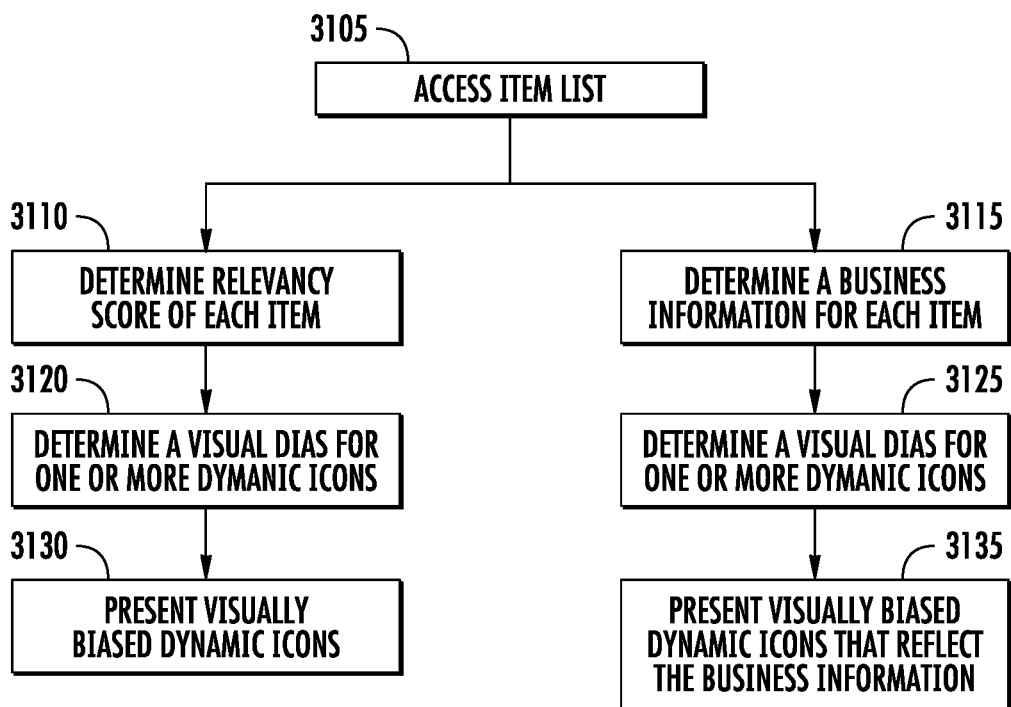 3105
ACCESS ITEM LIST
3110
DETERMINE RELEVANCY
SCORE OF EACH ITEM
3115
DETERMINE A BUSINESS
INFORMATION FOR EACH ITEM
3120
DETERMINE A VISUAL DIAS FOR
ONE OR MORE DYMANIC ICONS
3125
DETERMINE A VISUAL DIAS FOR
ONE OR MORE DYMANIC ICONS
3130
PRESENT VISUALLY
BIASED DYNAMIC ICONS
3135
PRESENT VISUALLY BIASED
DYNAMIC ICONS THAT REFLECT
THE BUSINESS INFORMATION